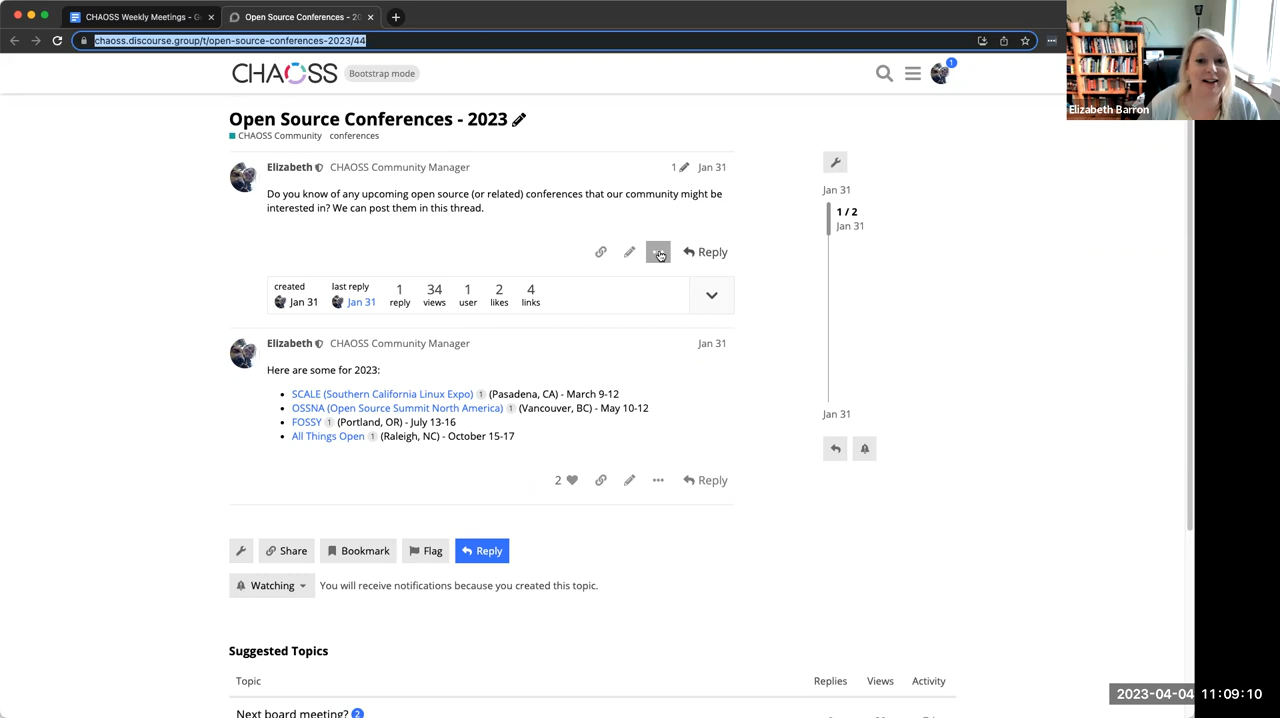 CHAOSS Weekly Meetings - G
Open Source Conferences - 20
chaoss.discourse.group/t/open-source-conferences-2023/44
CHAOSS
Bootstrap mode
1
Elizabeth Barron
Open Source Conferences - 2023
CHAOSS Community conferences
Elizabeth CHAOSS Community Manager 1 Jan 31
Do you know of any upcoming open source (or related) conferences that our community might be
interested in? We can post them in this thread.
Reply
created last reply 1 34 1 2 4
Jan 31 Jan 31 reply views user likes links
Elizabeth CHAOSS Community Manager Jan 31
Here are some for 2023:
• SCALE (Southern California Linux Expo) 1 (Pasadena, CA) - March 9-12
• OSSNA (Open Source Summit North America) 1 (Vancouver, BC) - May 10-12
• FOSSY 1 (Portland, OR) - July 13-16
• All Things Open 1 (Raleigh, NC) - October 15-17
2 Reply
Jan 31
1 / 2
Jan 31
Jan 31
Share Bookmark Flag Reply
Watching You will receive notifications because you created this topic.
Suggested Topics
Topic Replies Views Activity
Next board meeting? 2
2023-04-04 11:09:10